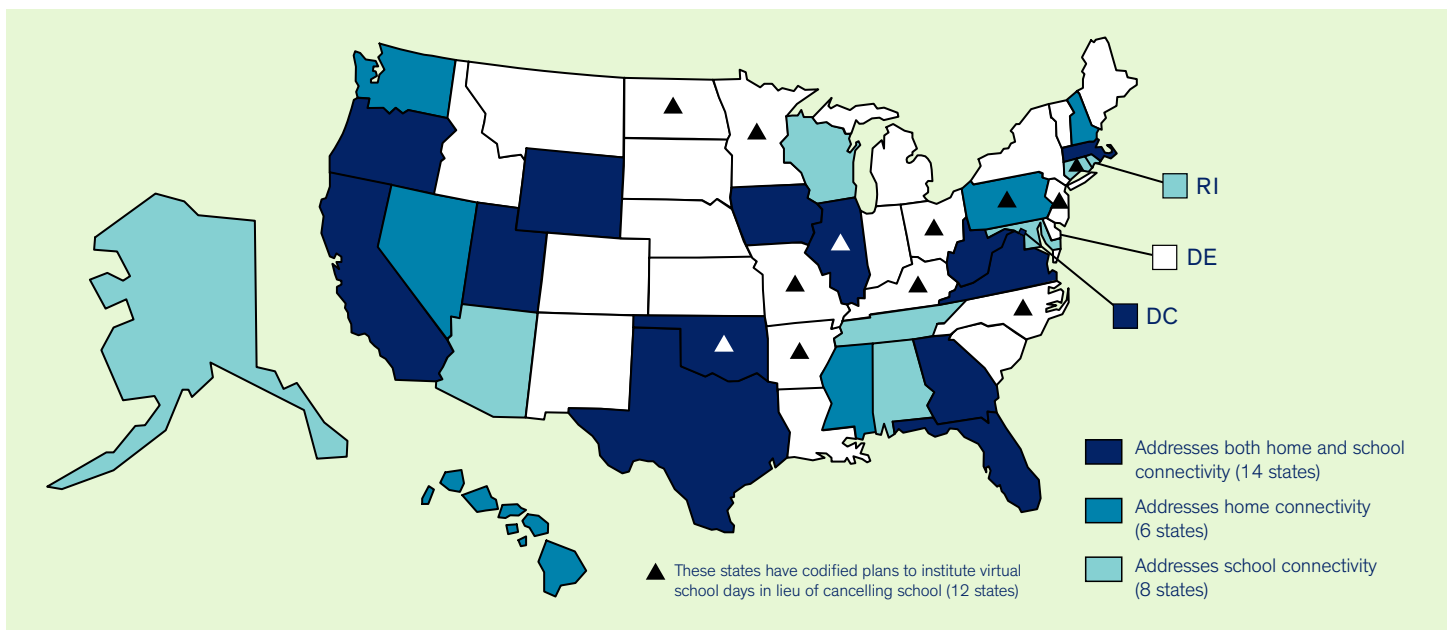 RI
DE
DC
Addresses both home and school
connectivity (14 states)
Addresses home connectivity
(6 states)
Addresses school connectivity
(8 states)
These states have codified plans to institute virtual
school days in lieu of cancelling school (12 states)